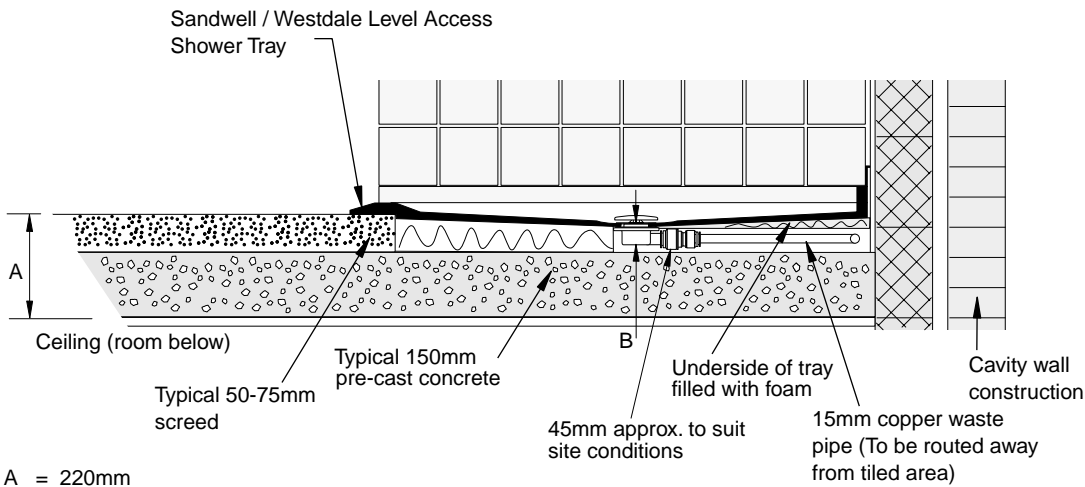 Sandwell / Westdale Level Access
Shower Tray
A
Ceiling (room below)
Typical 50-75mm
screed
Typical 150mm
pre-cast concrete
B
45mm approx. to suit
site conditions
Underside of tray
filled with foam
15mm copper waste
pipe (To be routed away
from tiled area)
Cavity wall
construction
A = 220mm